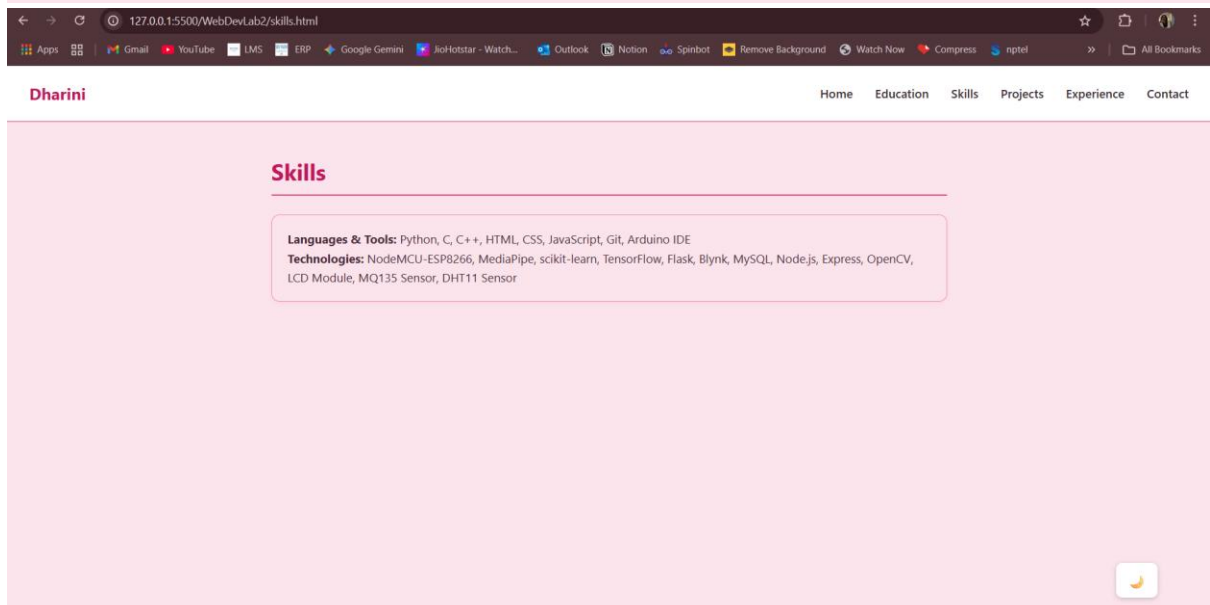 127.0.0.1:5500/WebDevLab2/skills.html
Apps Gmail YouTube LMS ERP Google Gemini JioHotstar - Watch... Outlook Notion Spinbot Remove Background Watch Now Compress nptel » All Bookmarks
Dharini Home Education Skills Projects Experience Contact
Skills
Languages & Tools: Python, C, C++, HTML, CSS, JavaScript, Git, Arduino IDE
Technologies: NodeMCU-ESP8266, MediaPipe, scikit-learn, TensorFlow, Flask, Blynk, MySQL, Node.js, Express, OpenCV,
LCD Module, MQ135 Sensor, DHT11 Sensor